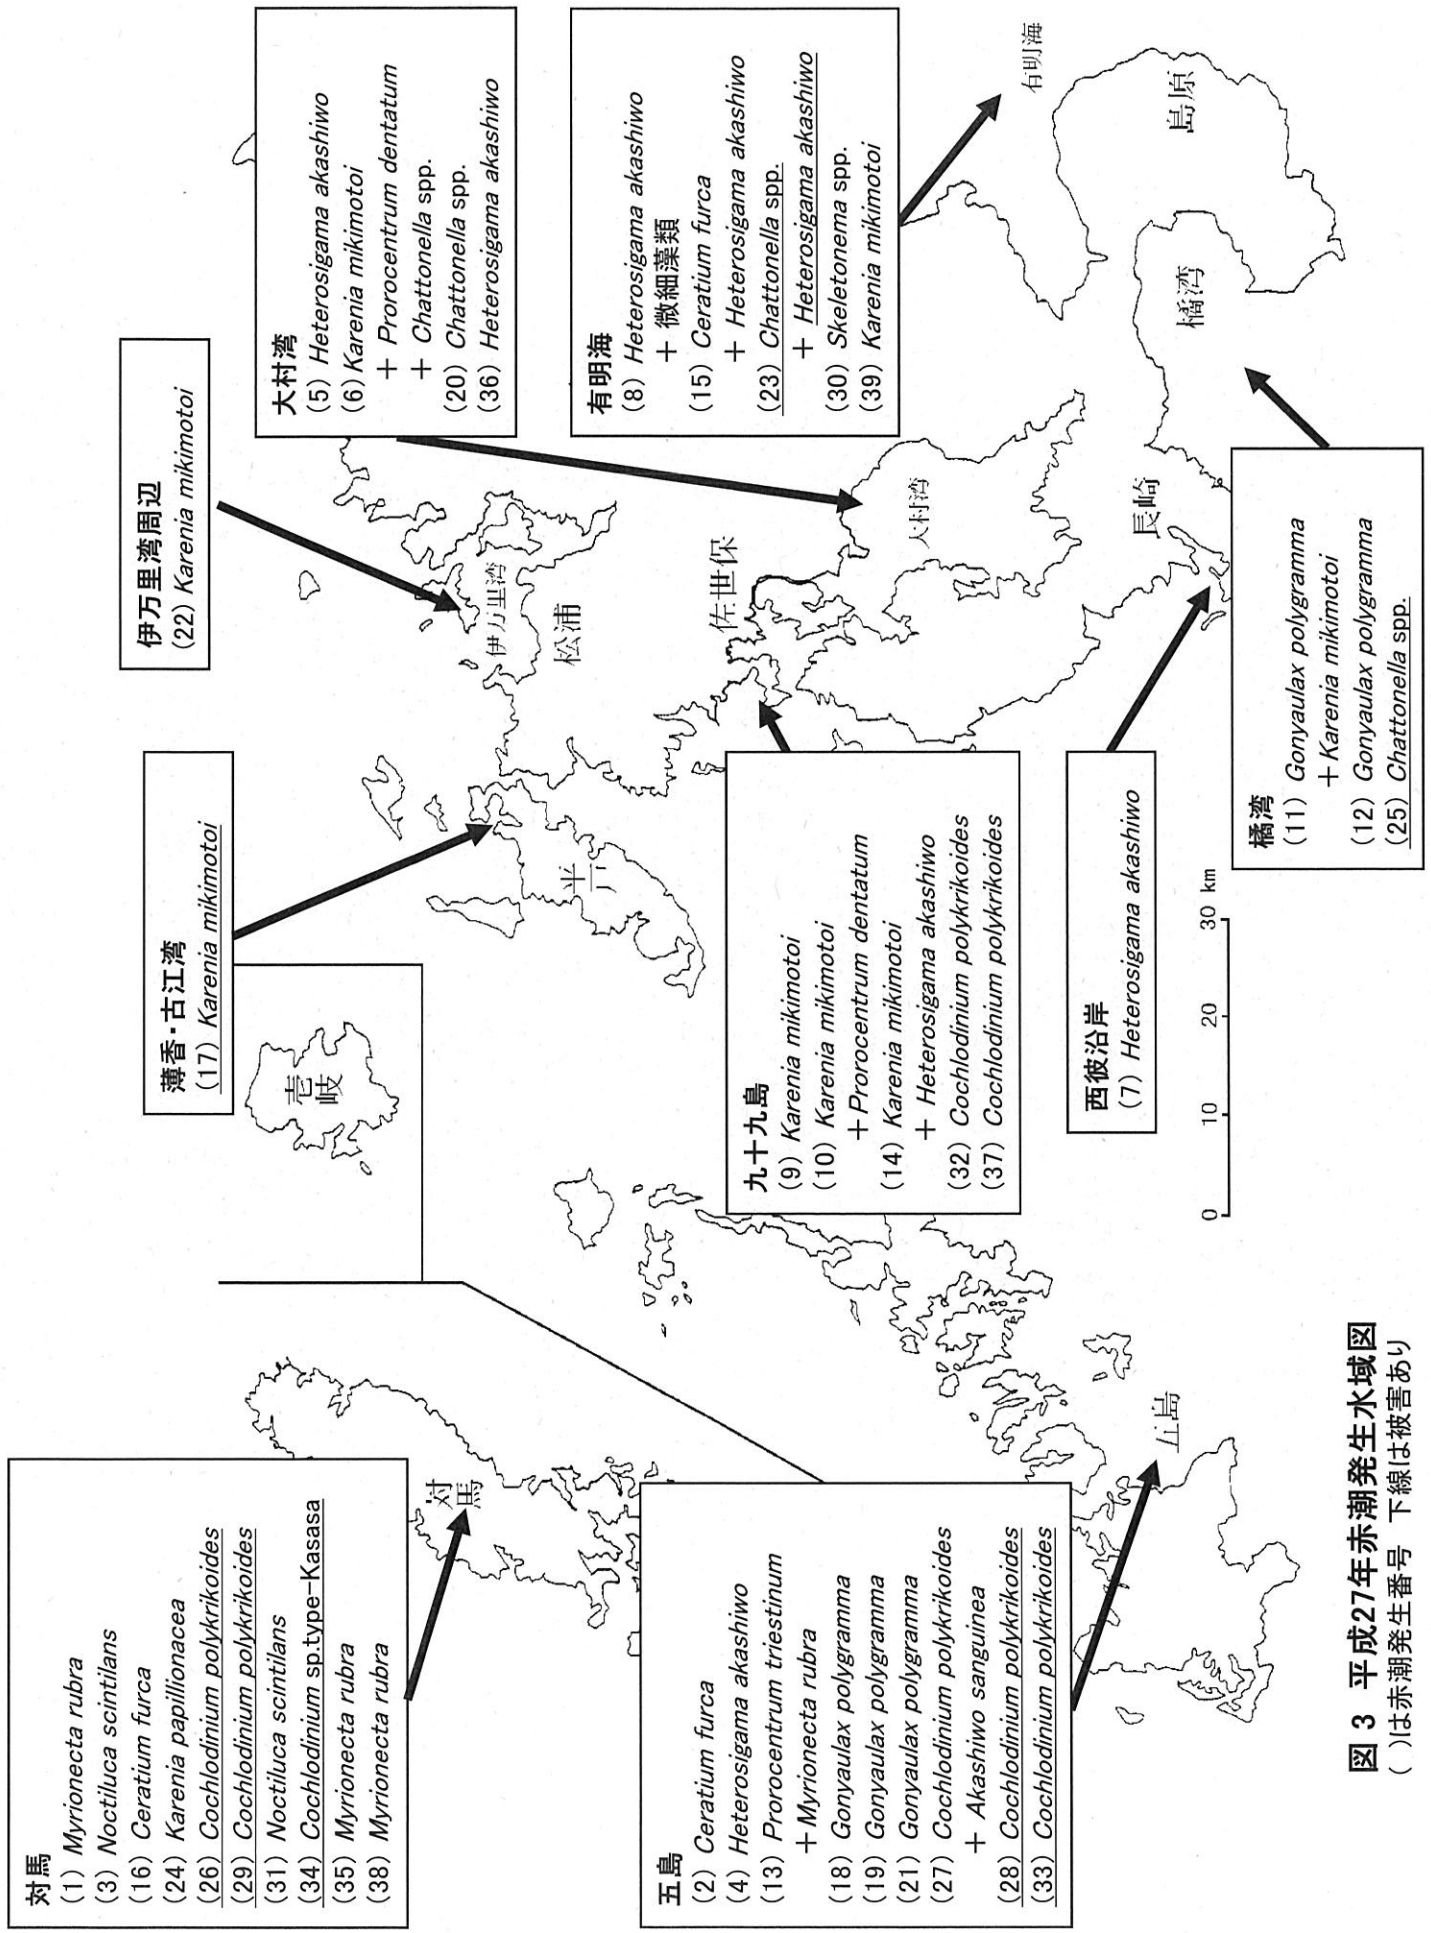 対馬
(1) Myrionecta rubra
(3) Noctiluca scintilans
(16) Ceratium furca
(24) Karenia papillionacea
(26) Cochlodinium polykrikoides
(29) Cochlodinium polykrikoides
(31) Noctiluca scintilans
(34) Cochlodinium sp.type-Kasasa
(35) Myrionecta rubra
(38) Myrionecta rubra
対
馬
五島
(2) Ceratium furca
(4) Heterosigama akashiwo
(13) Prorocentrum triestinum
+Myrionecta rubra
(18) Gonyaulax polygramma
(19) Gonyaulax polygramma
(21) Gonyaulax polygramma
(27) Cochlodinium polykrikoides
+ Akashiwo sanguinea
(28) Cochlodinium polykrikoides
(33) Cochlodinium polykrikoides
五島
薄香・古江湾
(17) Karenia mikimotoi
壱
岐
平戸
九十九島
(9) Karenia mikimotoi
(10) Karenia mikimotoi
+Prorocentrum dentatum
(14) Karenia mikimotoi
+ Heterosigama akashiwo
(32) Cochlodinium polykrikoides
(37) Cochlodinium polykrikoides
西彼沿岸
(7) Heterosigama akashiwo
0 10 20 30 km
伊万里湾周辺
(22) Karenia mikimotoi
伊万里湾
松浦
佐世保
大村湾
(5) Heterosigama akashiwo
(6) Karenia mikimotoi
+ Prorocentrum dentatum
+ Chattonella spp.
(20) Chattonella spp.
(36) Heterosigama akashiwo
大村湾
長崎
有明海
(8) Heterosigama akashiwo
+ 微細藻類
(15) Ceratium furca
+ Heterosigama akashiwo
(23) Chattonella spp.
+ Heterosigama akashiwo
(30) Skeletonema spp.
(39) Karenia mikimotoi
有明海
島原
橘湾
橘湾
(11) Gonyaulax polygramma
+Karenia mikimotoi
(12) Gonyaulax polygramma
(25) Chattonella spp.
図 3 平成27年赤潮発生水域図
( )は赤潮発生番号 下線は被害あり